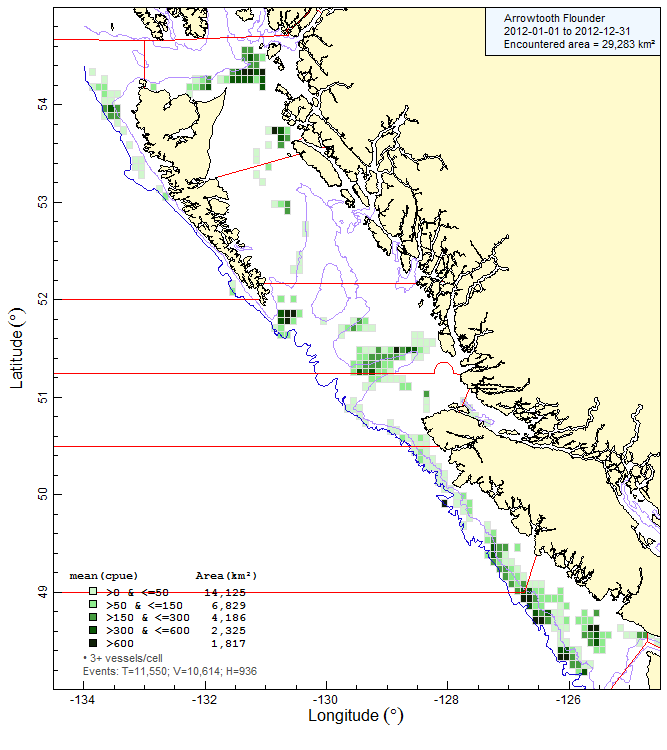 Arrowtooth Flounder
2012-01-01 to 2012-12-31
Encountered area = 29,283 km²
54
53
52
51
50
49
Latitude (°)
mean(cpue) Area(km²)
>0 & <=50 14,125
>50 & <=150 6,829
>150 & <=300 4,186
>300 & <=600 2,325
>600 1,817
• 3+ vessels/cell
Events: T=11,550; V=10,614; H=936
-134 -132 -130 -128 -126
Longitude (°)